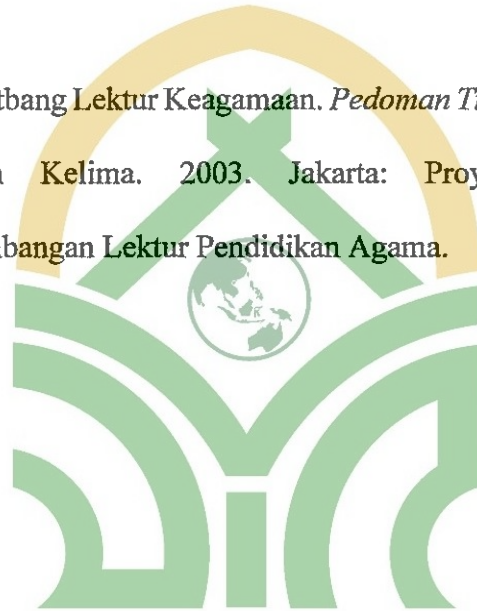 tbang Lektur Keagamaan. Pedoman T
Kelima. 2003. Jakarta: Proy
bangan Lektur Pendidikan Agama.